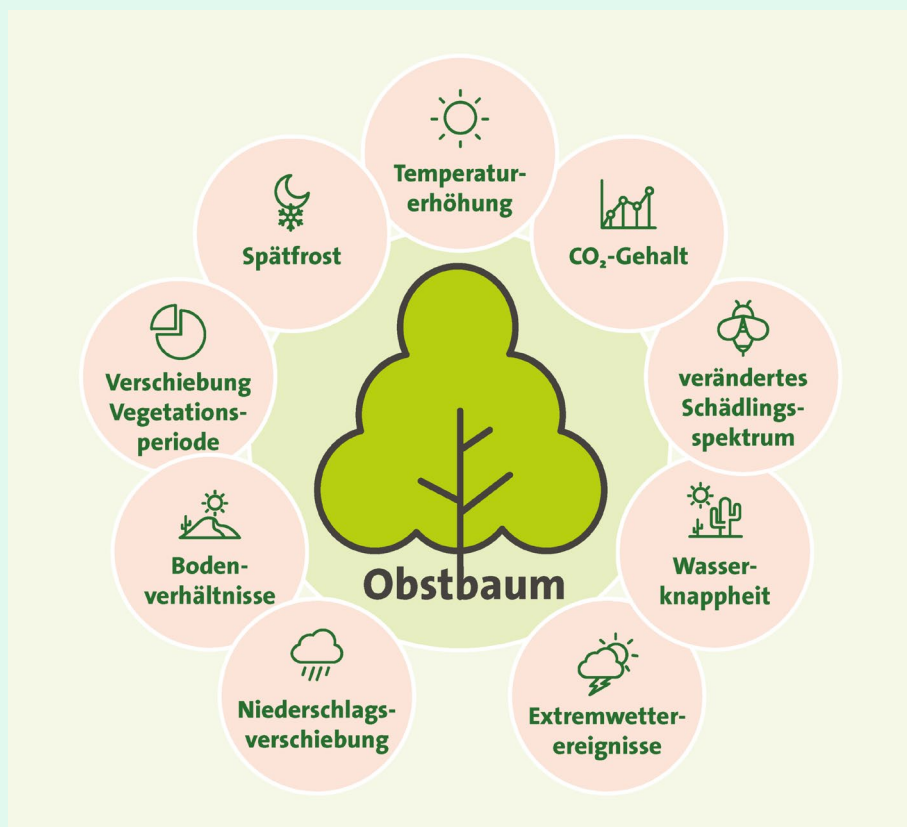 Temperatur-
erhöhung
CO₂-Gehalt
verändertes
Schädlings-
spektrum
Wasser-
knappheit
Extremwetter-
ereignisse
Niederschlags-
verschiebung
Boden-
verhältnisse
Verschiebung
Vegetations-
periode
Spätfrost
Obstbaum